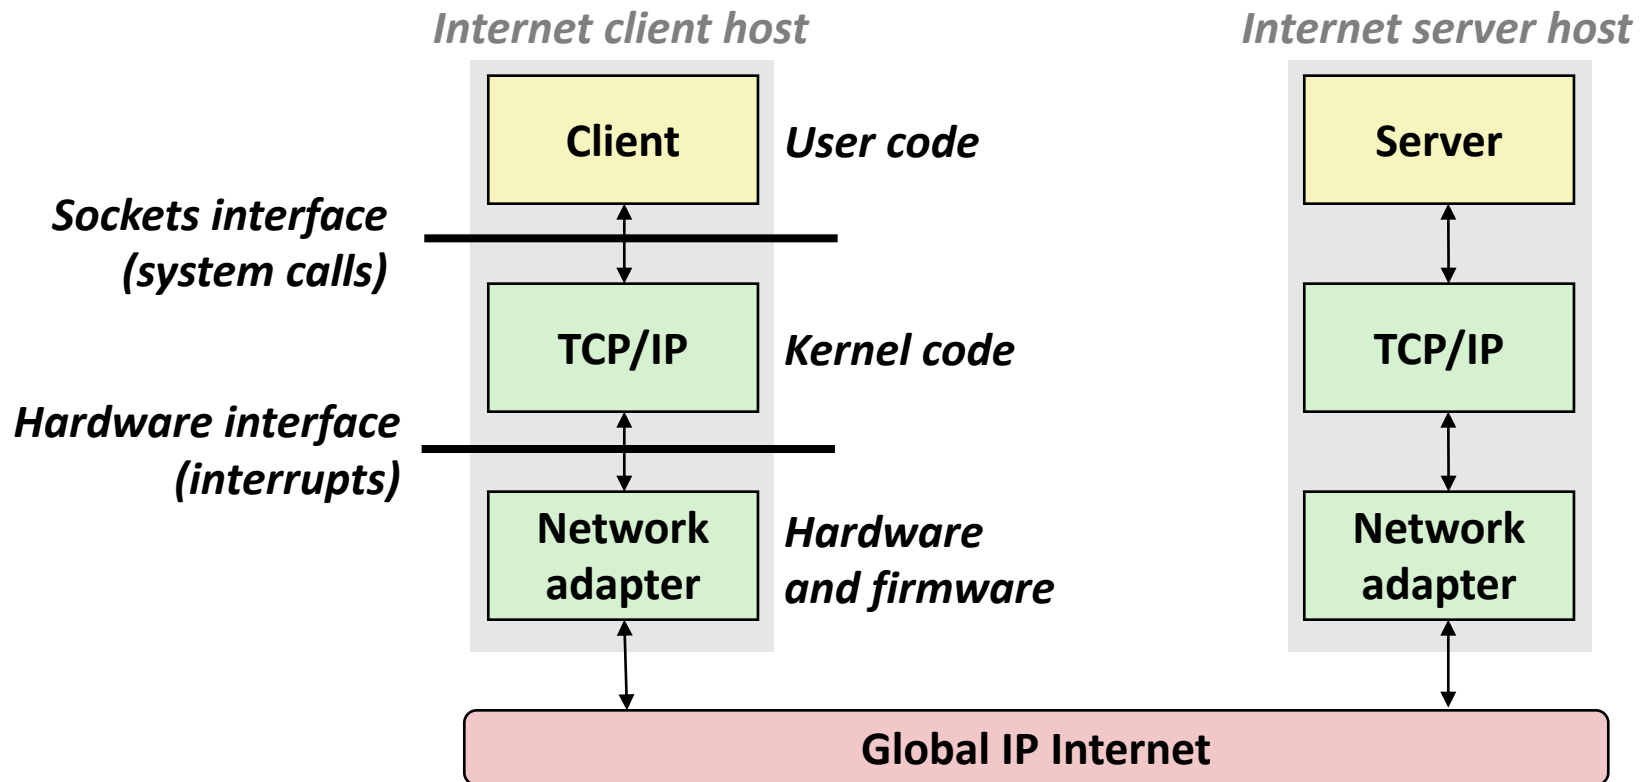 Internet client host
Internet server host
Client
User code
Server
Sockets interface
(system calls)
TCP/IP
Kernel code
TCP/IP
Hardware interface
(interrupts)
Network
adapter
Hardware
and firmware
Network
adapter
Global IP Internet